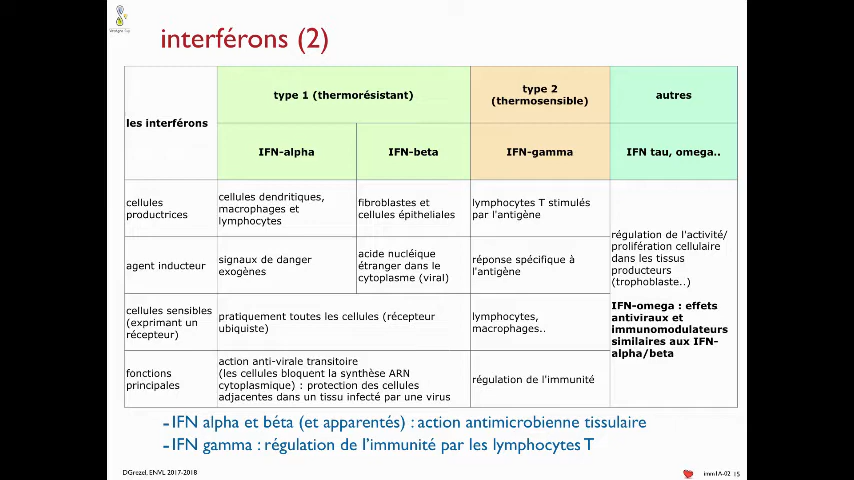 interférons (2)
les interférons
type 1 (thermorésistant)
type 2
(thermosensible)
autres
IFN-alpha
IFN-beta
IFN-gamma
IFN tau, omega..
cellules
productrices
cellules dendritiques,
macrophages et
lymphocytes
fibroblastes et
cellules épitheliales
lymphocytes T stimulés
par l'antigène
régulation de l'activité/
prolifération cellulaire
dans les tissus
producteurs
(trophoblaste..)
IFN-omega : effets
antiviraux et
immunomodulateurs
similaires aux IFN-
alpha/beta
agent inducteur
signaux de danger
exogènes
acide nucléique
étranger dans le
cytoplasme (viral)
réponse spécifique à
l'antigène
cellules sensibles
(exprimant un
récepteur)
pratiquement toutes les cellules (récepteur
ubiquiste)
lymphocytes,
macrophages..
fonctions
principales
action anti-virale transitoire
(les cellules bloquent la synthèse ARN
cytoplasmique) : protection des cellules
adjacentes dans un tissu infecté par une virus
régulation de l'immunité
-IFN alpha et béta (et apparentés) : action antimicrobienne tissulaire
-IFN gamma : régulation de l'immunité par les lymphocytes T
DGrezel, ENVL 2017-2018
imm1A-02 15